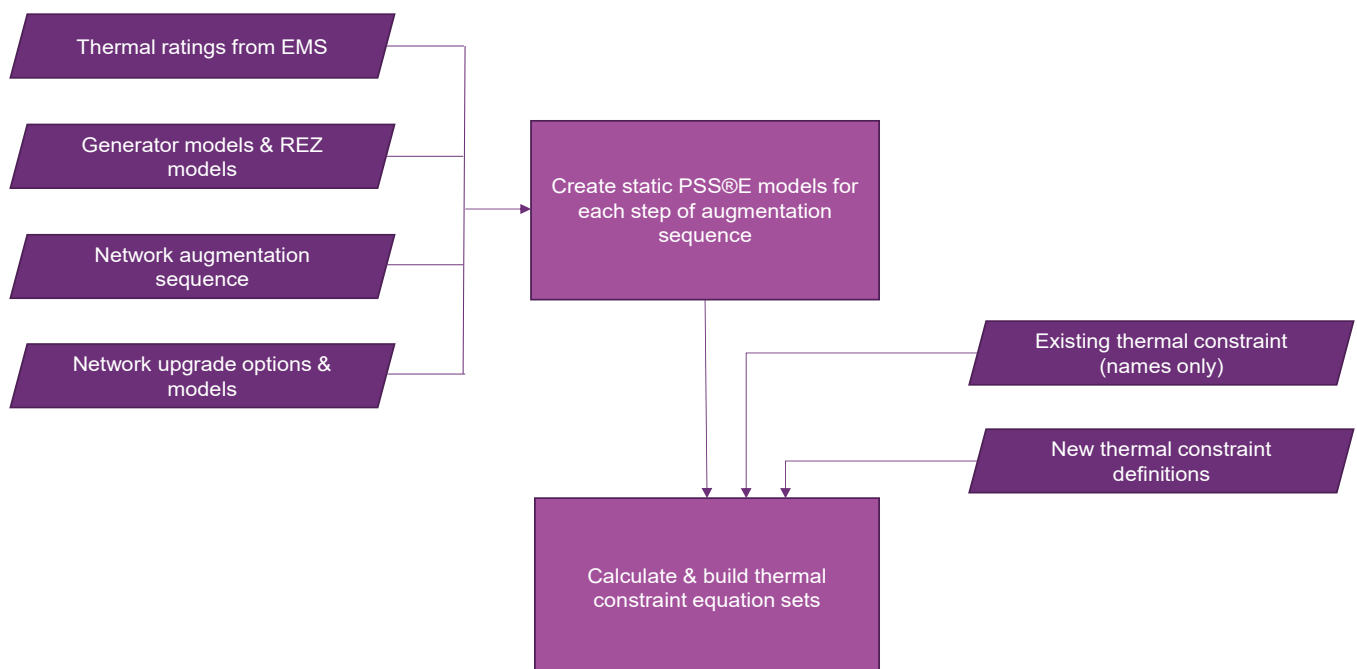 Thermal ratings from EMS
Generator models & REZ
models
Network augmentation
sequence
Network upgrade options &
models
Create static PSS®E models for
each step of augmentation
sequence
Existing thermal constraint
(names only)
New thermal constraint
definitions
Calculate & build thermal
constraint equation sets